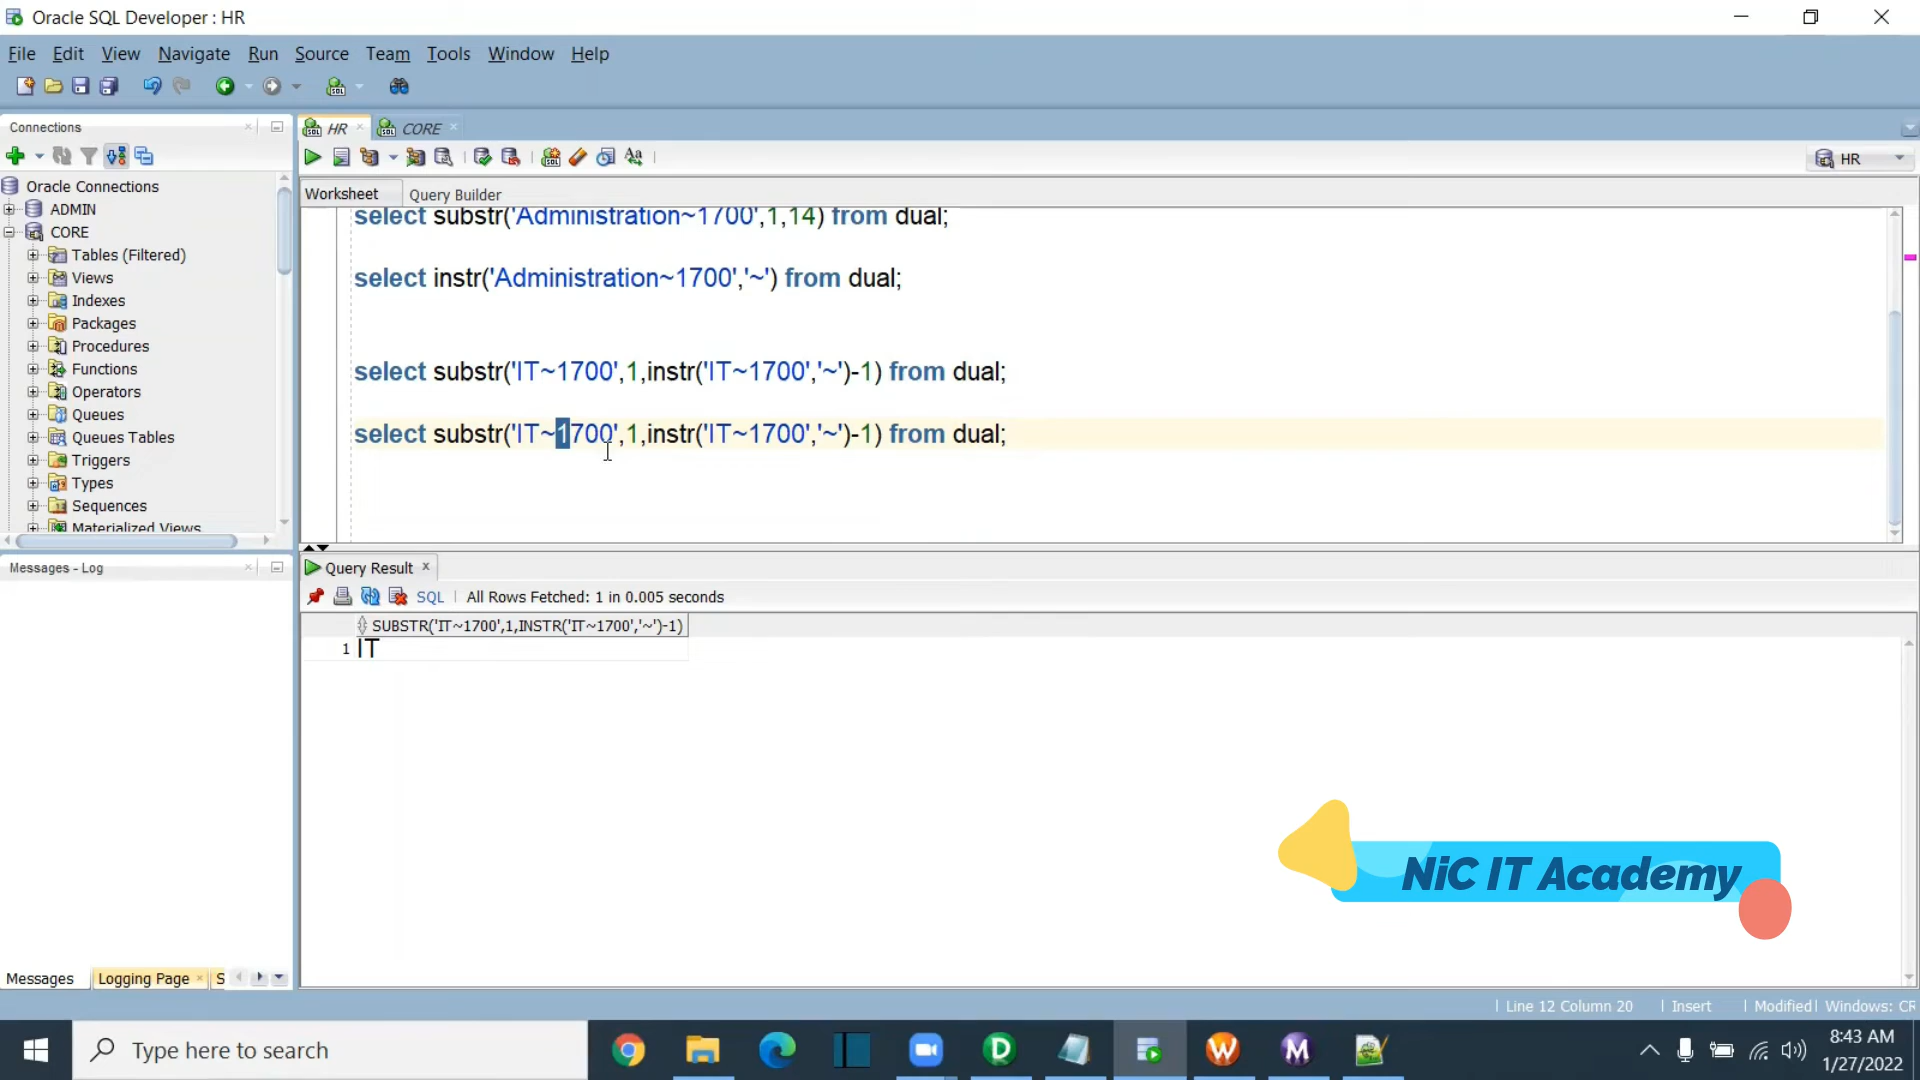 Oracle SQL Developer : HR
File Edit View Navigate Run Source Team Tools Window Help
Connections
HR
CORE
HR
Worksheet
Query Builder
Oracle Connections
ADMIN
CORE
Tables (Filtered)
Views
Indexes
Packages
Procedures
Functions
Operators
Queues
Queues Tables
Triggers
Types
Sequences
Materialized Views
select substr('Administration~1700',1,14) from dual;
select instr('Administration~1700','~') from dual;
select substr('IT~1700',1,instr('IT~1700','~')-1) from dual;
select substr('IT~1700',1,instr('IT~1700','~')-1) from dual;
Messages - Log
Query Result
SQL
All Rows Fetched: 1 in 0.005 seconds
SUBSTR('IT~1700',1,INSTR('IT~1700','~')-1)
1 IT
NiC IT Academy
Messages
Logging Page
S
Line 12 Column 20
Insert
Modified
Windows: CR
Type here to search
8:43 AM
1/27/2022